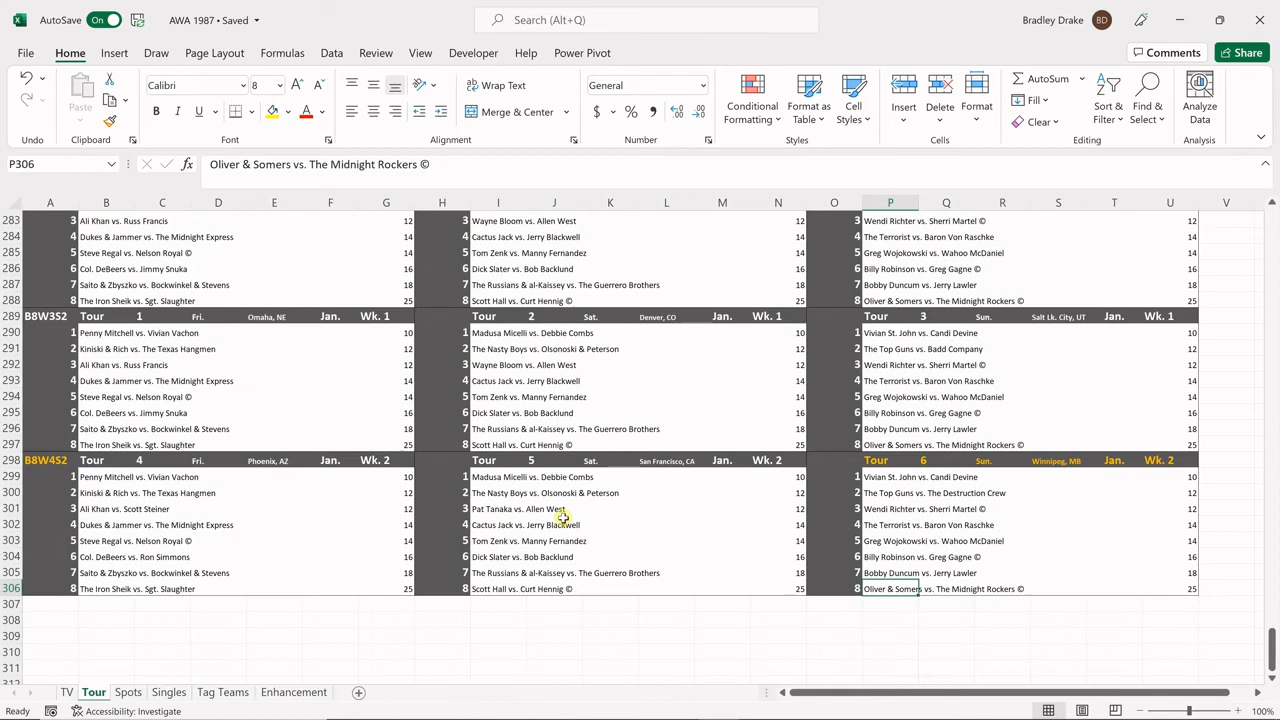 AutoSave On AWA 1987 • Saved Search (Alt+Q) Bradley Drake BD
File Home Insert Draw Page Layout Formulas Data Review View Developer Help Power Pivot Comments Share
Calibri 8 A A Wrap Text General Conditional Formatting Format as Table Cell Styles Insert Delete Format AutoSum Sort & Filter Find & Select Analyze Data
Paste B I U A Merge & Center $ % Fill Clear
Undo Clipboard Font Alignment Number Styles Cells Editing Analysis
P306 fx Oliver & Somers vs. The Midnight Rockers ©
A B C D E F G H I J K L M N O P Q R S T U V
283 3 Ali Khan vs. Russ Francis 12 3 Wayne Bloom vs. Allen West 12 3 Wendi Richter vs. Sherri Martel © 12
284 4 Dukes & Jammer vs. The Midnight Express 14 4 Cactus Jack vs. Jerry Blackwell 14 4 The Terrorist vs. Baron Von Raschke 14
285 5 Steve Regal vs. Nelson Royal © 14 5 Tom Zenk vs. Manny Fernandez 14 5 Greg Wojokowski vs. Wahoo McDaniel 14
286 6 Col. DeBeers vs. Jimmy Snuka 16 6 Dick Slater vs. Bob Backlund 16 6 Billy Robinson vs. Greg Gagne © 16
287 7 Saito & Zbyszko vs. Bockwinkel & Stevens 18 7 The Russians & al-Kaissey vs. The Guerrero Brothers 18 7 Bobby Duncum vs. Jerry Lawler 18
288 8 The Iron Sheik vs. Sgt. Slaughter 25 8 Scott Hall vs. Curt Hennig © 25 8 Oliver & Somers vs. The Midnight Rockers © 25
289 B8W3S2 Tour 1 Fri. Omaha, NE Jan. Wk. 1 Tour 2 Sat. Denver, CO Jan. Wk. 1 Tour 3 Sun. Salt Lk. City, UT Jan. Wk. 1
290 1 Penny Mitchell vs. Vivian Vachon 10 1 Madusa Micelli vs. Debbie Combs 10 1 Vivian St. John vs. Candi Devine 10
291 2 Kiniski & Rich vs. The Texas Hangmen 12 2 The Nasty Boys vs. Olsonoski & Peterson 12 2 The Top Guns vs. Badd Company 12
292 3 Ali Khan vs. Russ Francis 12 3 Wayne Bloom vs. Allen West 12 3 Wendi Richter vs. Sherri Martel © 12
293 4 Dukes & Jammer vs. The Midnight Express 14 4 Cactus Jack vs. Jerry Blackwell 14 4 The Terrorist vs. Baron Von Raschke 14
294 5 Steve Regal vs. Nelson Royal © 14 5 Tom Zenk vs. Manny Fernandez 14 5 Greg Wojokowski vs. Wahoo McDaniel 14
295 6 Col. DeBeers vs. Jimmy Snuka 16 6 Dick Slater vs. Bob Backlund 16 6 Billy Robinson vs. Greg Gagne © 16
296 7 Saito & Zbyszko vs. Bockwinkel & Stevens 18 7 The Russians & al-Kaissey vs. The Guerrero Brothers 18 7 Bobby Duncum vs. Jerry Lawler 18
297 8 The Iron Sheik vs. Sgt. Slaughter 25 8 Scott Hall vs. Curt Hennig © 25 8 Oliver & Somers vs. The Midnight Rockers © 25
298 B8W4S2 Tour 4 Fri. Phoenix, AZ Jan. Wk. 2 Tour 5 Sat. San Francisco, CA Jan. Wk. 2 Tour 6 Sun. Winnipeg, MB Jan. Wk. 2
299 1 Penny Mitchell vs. Vivian Vachon 10 1 Madusa Micelli vs. Debbie Combs 10 1 Vivian St. John vs. Candi Devine 10
300 2 Kiniski & Rich vs. The Texas Hangmen 12 2 The Nasty Boys vs. Olsonoski & Peterson 12 2 The Top Guns vs. The Destruction Crew 12
301 3 Ali Khan vs. Scott Steiner 12 3 Pat Tanaka vs. Allen West 12 3 Wendi Richter vs. Sherri Martel © 12
302 4 Dukes & Jammer vs. The Midnight Express 14 4 Cactus Jack vs. Jerry Blackwell 14 4 The Terrorist vs. Baron Von Raschke 14
303 5 Steve Regal vs. Nelson Royal © 14 5 Tom Zenk vs. Manny Fernandez 14 5 Greg Wojokowski vs. Wahoo McDaniel 14
304 6 Col. DeBeers vs. Ron Simmons 16 6 Dick Slater vs. Bob Backlund 16 6 Billy Robinson vs. Greg Gagne © 16
305 7 Saito & Zbyszko vs. Bockwinkel & Stevens 18 7 The Russians & al-Kaissey vs. The Guerrero Brothers 18 7 Bobby Duncum vs. Jerry Lawler 18
306 8 The Iron Sheik vs. Sgt. Slaughter 25 8 Scott Hall vs. Curt Hennig © 25 8 Oliver & Somers vs. The Midnight Rockers © 25
307
308
309
310
311
312
TV Tour Spots Singles Tag Teams Enhancement
Accessibility: Investigate 100%